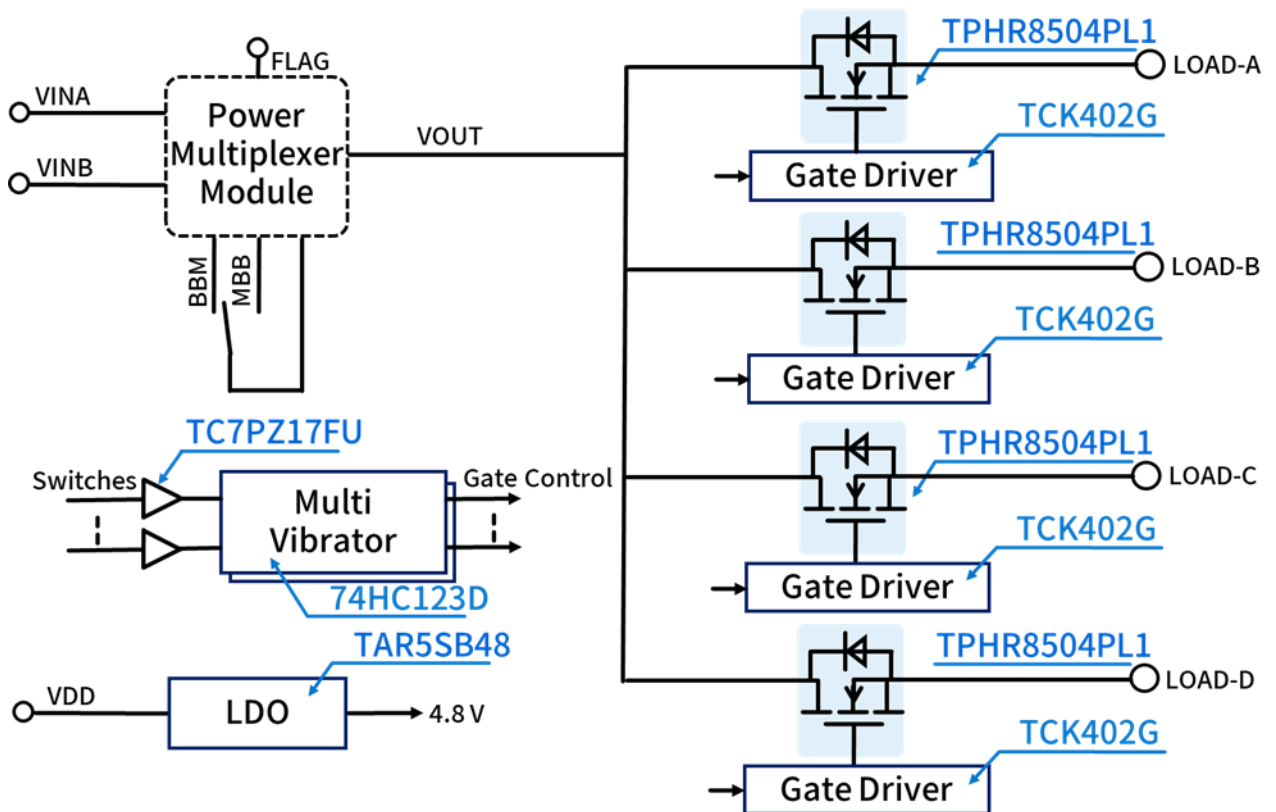 FLAG
VINA
VINB
Power
Multiplexer
Module
VOUT
BBM
MBB
TPHR8504PL1
LOAD-A
TCK402G
Gate Driver
TPHR8504PL1
LOAD-B
TCK402G
Gate Driver
TPHR8504PL1
LOAD-C
TCK402G
Gate Driver
TPHR8504PL1
LOAD-D
TCK402G
Gate Driver
TC7PZ17FU
Switches
Multi
Vibrator
Gate Control
74HC123D
TAR5SB48
VDD
LDO
4.8 V